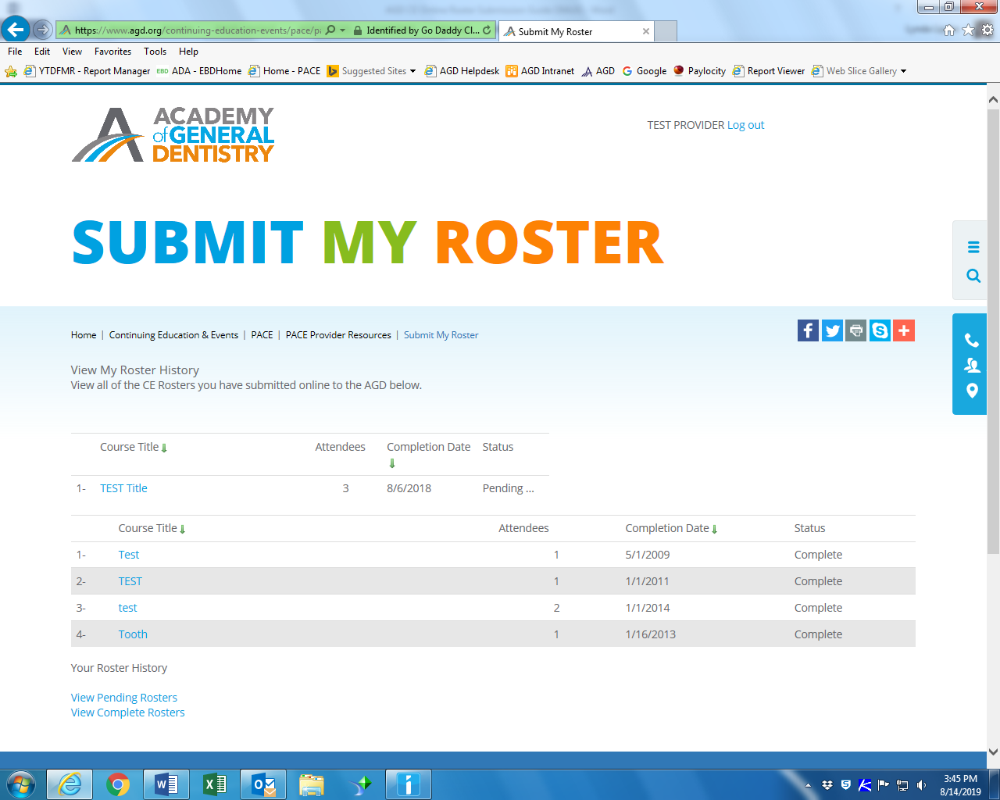 https://www.agd.org/continuing-education-events/pace/pa
Identified by Go Daddy Cl...
Submit My Roster
File Edit View Favorites Tools Help
YTDFMR - Report Manager
EBD ADA - EBDHome
Home - PACE
Suggested Sites
AGD Helpdesk
AGD Intranet
AGD
Google
Paylocity
Report Viewer
Web Slice Gallery
ACADEMY
of GENERAL
DENTISTRY
TEST PROVIDER Log out
SUBMIT MY ROSTER
Home | Continuing Education & Events | PACE | PACE Provider Resources | Submit My Roster
View My Roster History
View all of the CE Rosters you have submitted online to the AGD below.
Course Title Attendees Completion Date Status
1- TEST Title 3 8/6/2018 Pending ...
Course Title Attendees Completion Date Status
1- Test 1 5/1/2009 Complete
2- TEST 1 1/1/2011 Complete
3- test 2 1/1/2014 Complete
4- Tooth 1 1/16/2013 Complete
Your Roster History
View Pending Rosters
View Complete Rosters
3:45 PM
8/14/2019